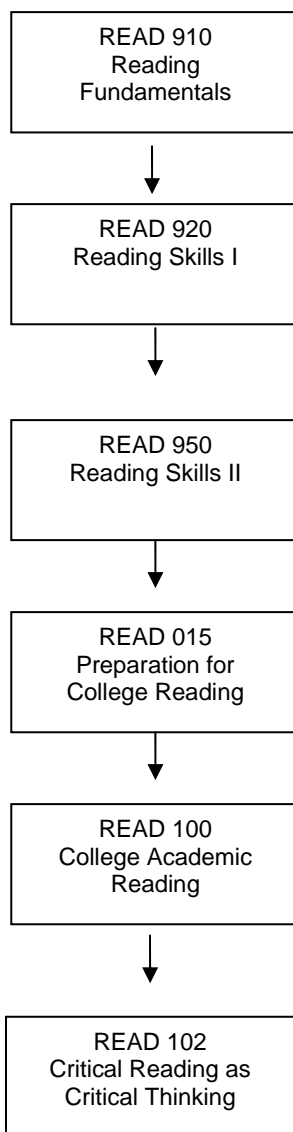 READ 910
Reading
Fundamentals
READ 920
Reading Skills I
READ 950
Reading Skills II
READ 015
Preparation for
College Reading
READ 100
College Academic
Reading
READ 102
Critical Reading as
Critical Thinking